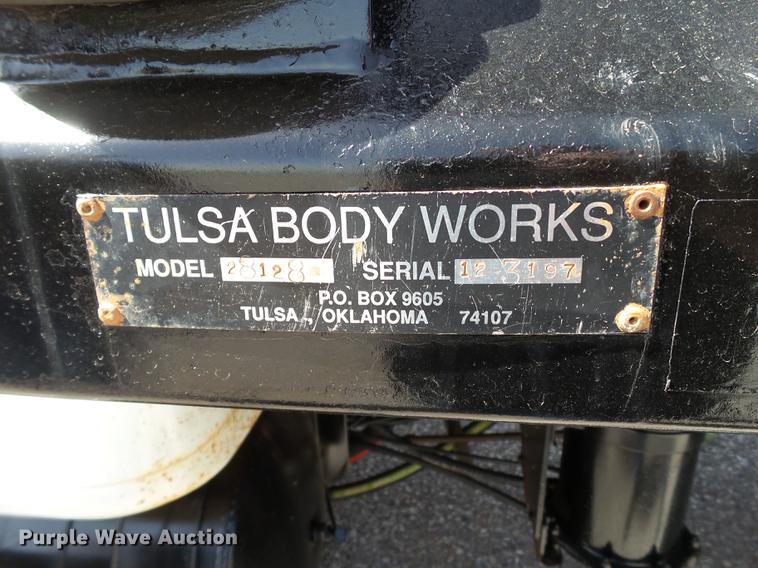 TULSA BODY WORKS
MODEL 28128 SERIAL 12 3197
P.O. BOX 9605
TULSA, OKLAHOMA 74107
Purple Wave Auction